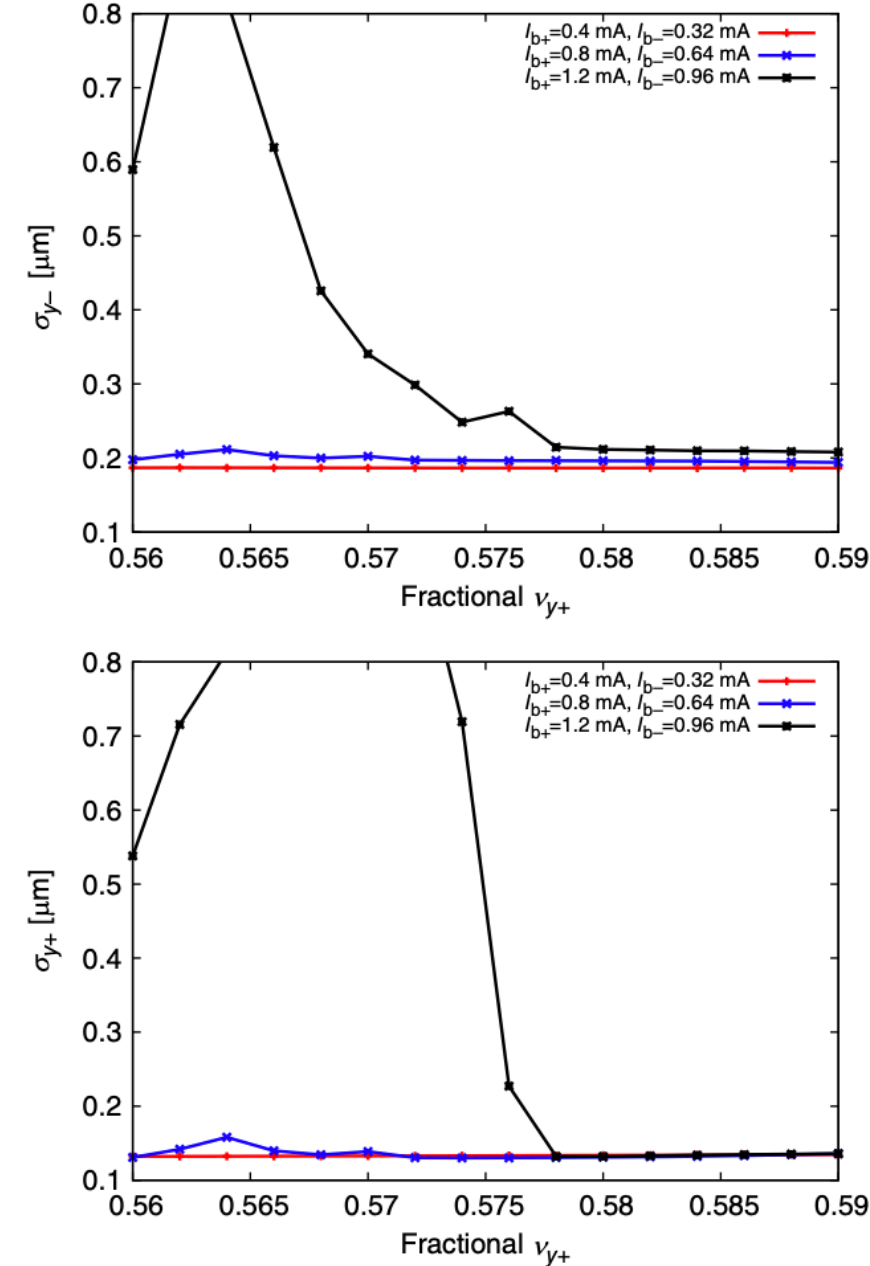 0.8
0.7
0.6
0.5
0.4
0.3
0.2
0.1
σy− [μm]
Ib+=0.4 mA, Ib−=0.32 mA
Ib+=0.8 mA, Ib−=0.64 mA
Ib+=1.2 mA, Ib−=0.96 mA
0.56 0.565 0.57 0.575 0.58 0.585 0.59
Fractional νy+
0.8
0.7
0.6
0.5
0.4
0.3
0.2
0.1
σy+ [μm]
Ib+=0.4 mA, Ib−=0.32 mA
Ib+=0.8 mA, Ib−=0.64 mA
Ib+=1.2 mA, Ib−=0.96 mA
0.56 0.565 0.57 0.575 0.58 0.585 0.59
Fractional νy+